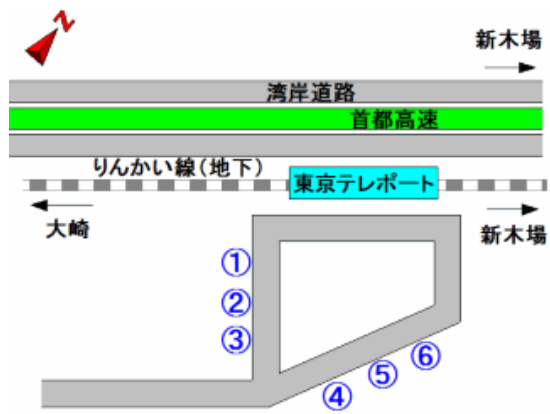 N
新木場
湾岸道路
首都高速
りんかい線(地下)
東京テレポート
大崎
新木場
①
②
③
④
⑤
⑥